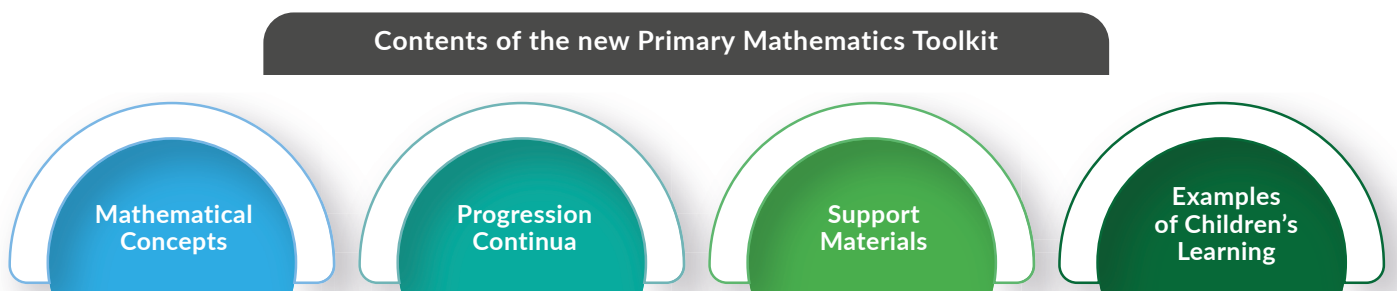 Contents of the new Primary Mathematics Toolkit
Mathematical
Concepts
Progression
Continua
Support
Materials
Examples
of Children's
Learning